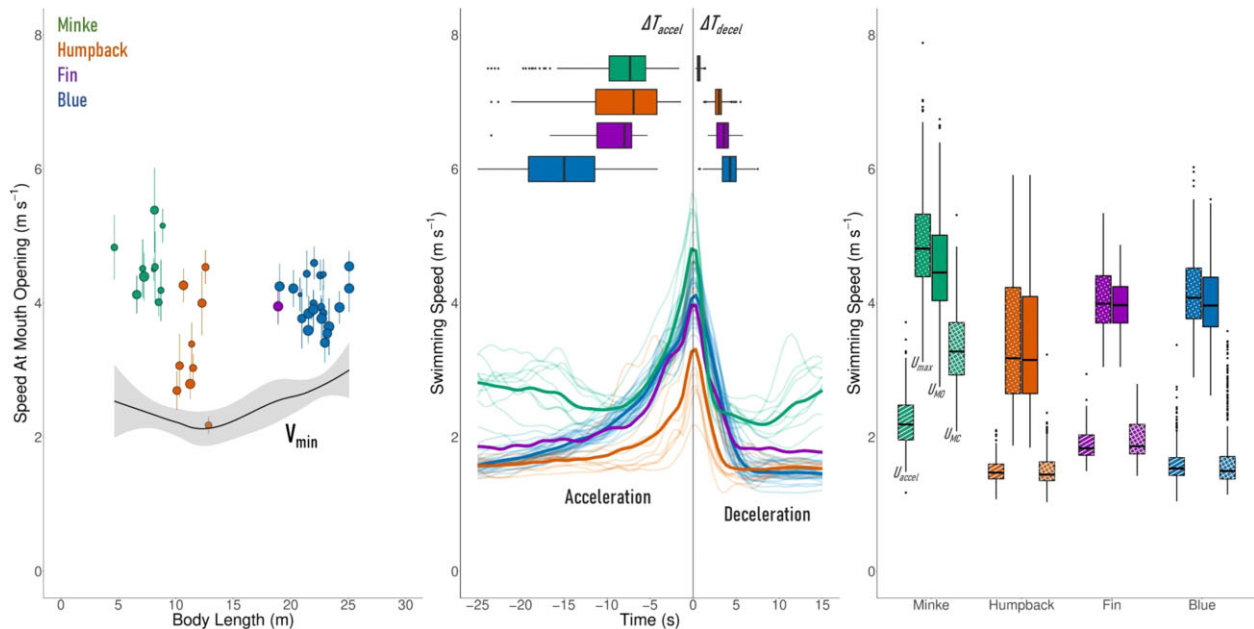 Minke
Humpback
Fin
Blue
Speed At Mouth Opening (m s⁻¹)
8
6
4
2
0
V_min
0 5 10 15 20 25 30
Body Length (m)
ΔT_accel ΔT_decel
Swimming Speed (m s⁻¹)
8
6
4
2
0
Acceleration
Deceleration
−25 −20 −15 −10 −5 0 5 10 15
Time (s)
Swimming Speed (m s⁻¹)
8
6
4
2
0
U_max
U_MO
U_MC
U_accel
Minke Humpback Fin Blue